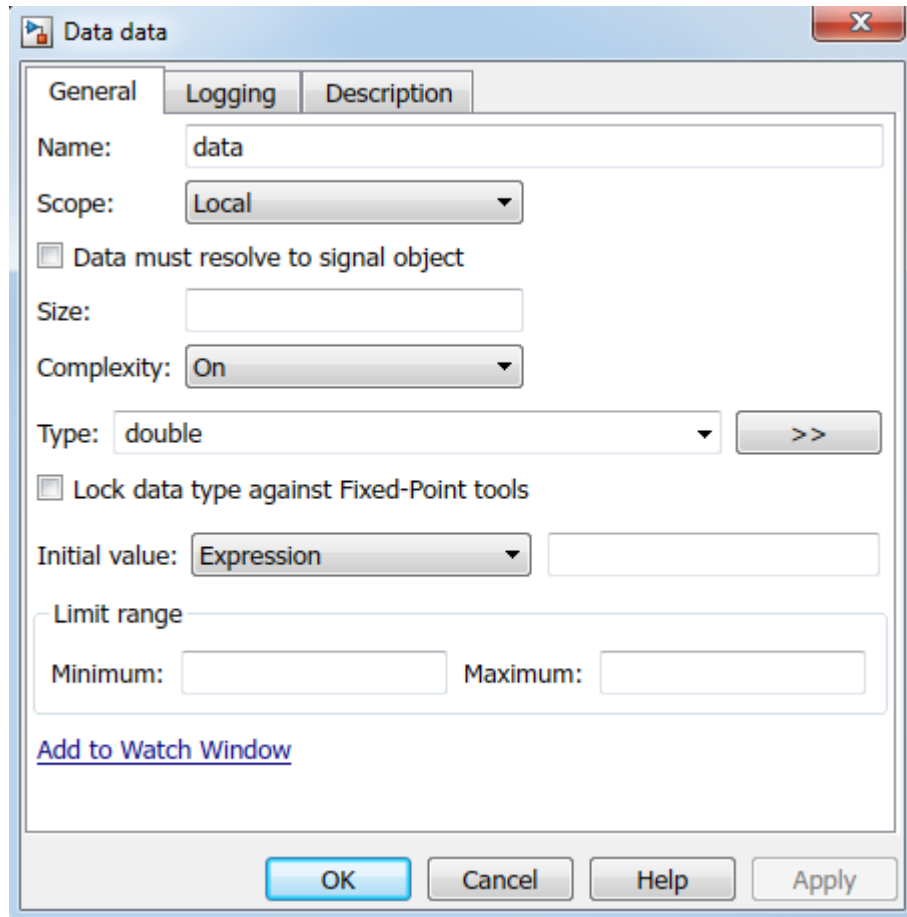 Data data
General Logging Description
Name: data
Scope: Local
Data must resolve to signal object
Size:
Complexity: On
Type: double >>
Lock data type against Fixed-Point tools
Initial value: Expression
Limit range
Minimum: Maximum:
Add to Watch Window
OK Cancel Help Apply